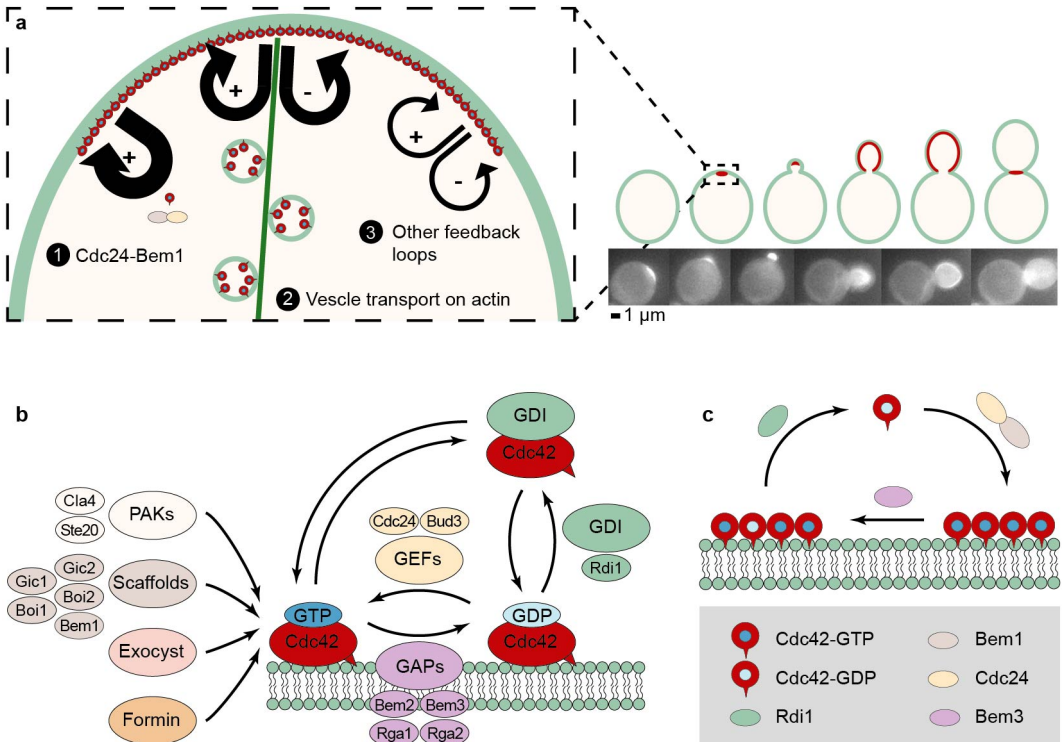 a
+
+
-
+
-
1 Cdc24-Bem1
3 Other feedback
loops
2 Vescle transport on actin
1 µm
b
GDI
Cdc42
Cla4
Ste20
PAKs
Cdc24
Bud3
GEFs
GDI
Rdi1
Gic1
Gic2
Boi1
Boi2
Bem1
Scaffolds
GTP
Cdc42
GDP
Cdc42
Exocyst
GAPs
Bem2
Bem3
Rga1
Rga2
Formin
c
Cdc42-GTP
Bem1
Cdc42-GDP
Cdc24
Rdi1
Bem3